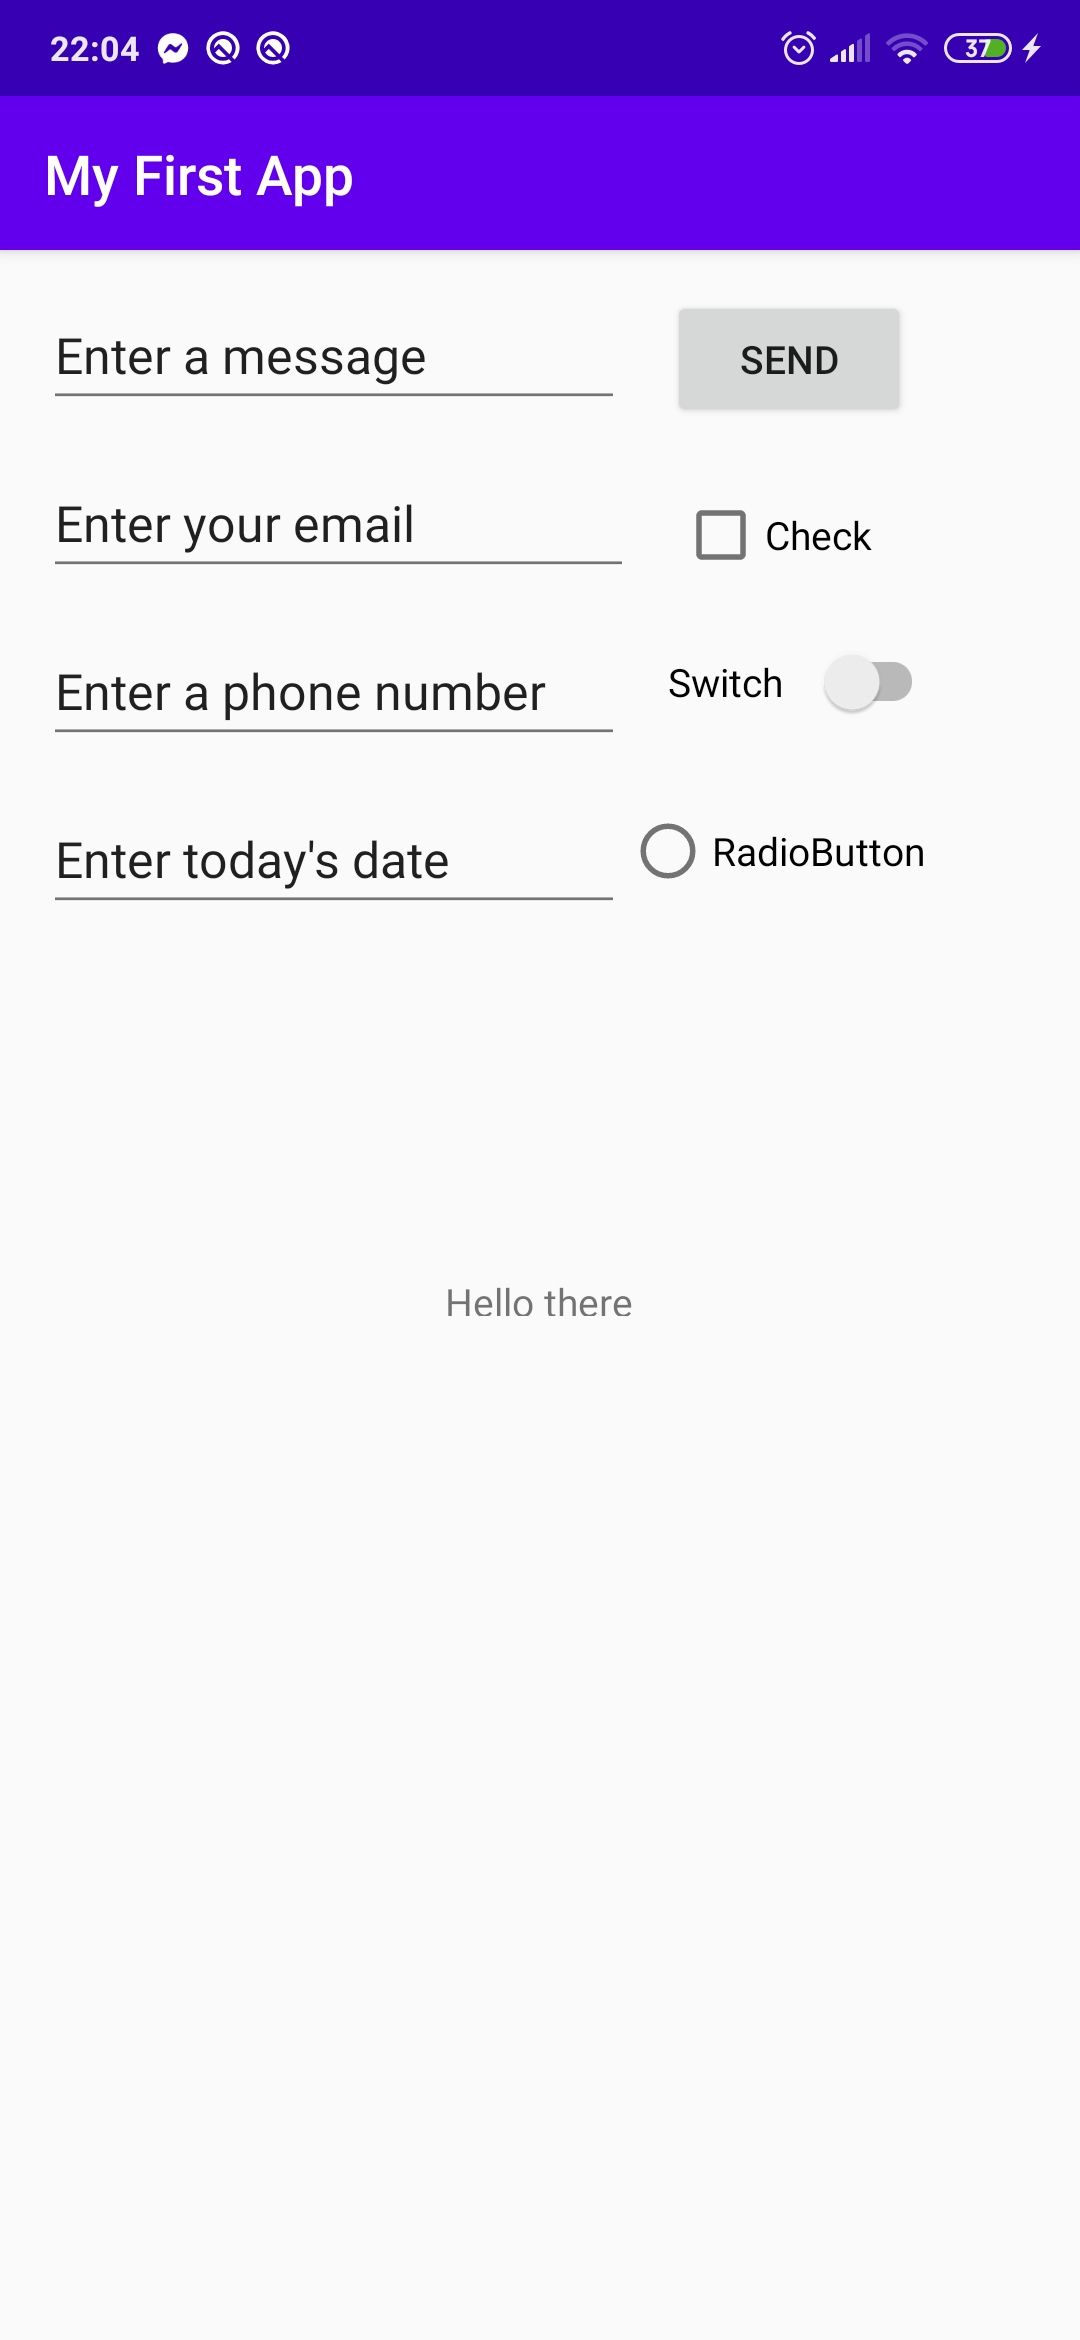 22:04 37
My First App
Enter a message SEND
Enter your email Check
Enter a phone number Switch
Enter today's date RadioButton
Hello there